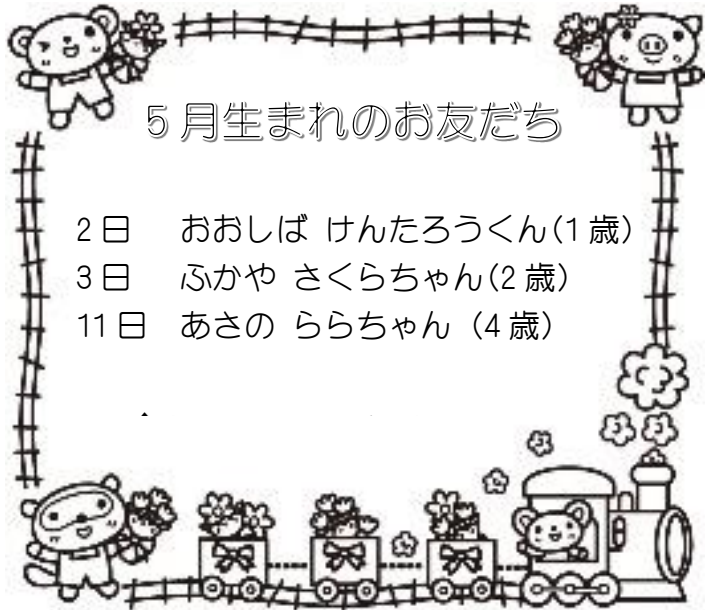 5月生まれのお友だち
2日 おおしば けんたろうくん(1歳)
3日 ふかや さくらちゃん(2歳)
11日 あさの ららちゃん (4歳)